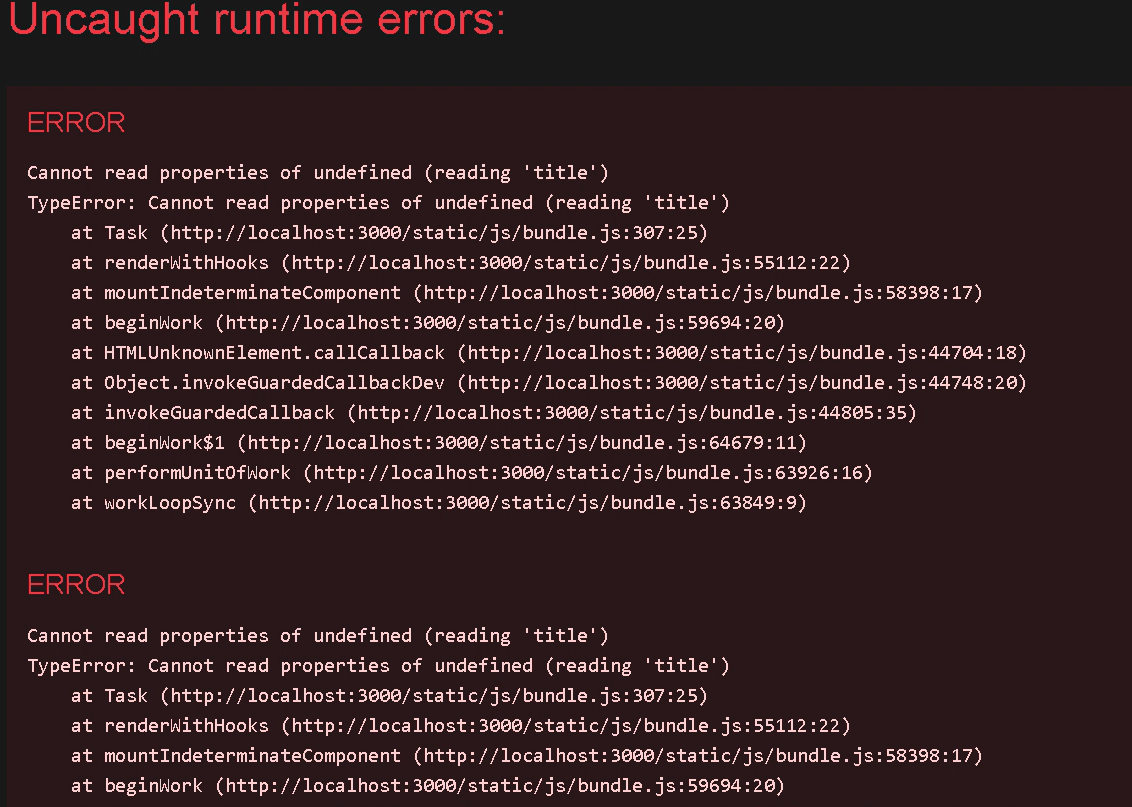 Uncaught runtime errors:
ERROR
Cannot read properties of undefined (reading 'title')
TypeError: Cannot read properties of undefined (reading 'title')
at Task (http://localhost:3000/static/js/bundle.js:307:25)
at renderWithHooks (http://localhost:3000/static/js/bundle.js:55112:22)
at mountIndeterminateComponent (http://localhost:3000/static/js/bundle.js:58398:17)
at beginWork (http://localhost:3000/static/js/bundle.js:59694:20)
at HTMLUnknownElement.callCallback (http://localhost:3000/static/js/bundle.js:44704:18)
at Object.invokeGuardedCallbackDev (http://localhost:3000/static/js/bundle.js:44748:20)
at invokeGuardedCallback (http://localhost:3000/static/js/bundle.js:44805:35)
at beginWork$1 (http://localhost:3000/static/js/bundle.js:64679:11)
at performUnitOfWork (http://localhost:3000/static/js/bundle.js:63926:16)
at workLoopSync (http://localhost:3000/static/js/bundle.js:63849:9)
ERROR
Cannot read properties of undefined (reading 'title')
TypeError: Cannot read properties of undefined (reading 'title')
at Task (http://localhost:3000/static/js/bundle.js:307:25)
at renderWithHooks (http://localhost:3000/static/js/bundle.js:55112:22)
at mountIndeterminateComponent (http://localhost:3000/static/js/bundle.js:58398:17)
at beginWork (http://localhost:3000/static/js/bundle.js:59694:20)